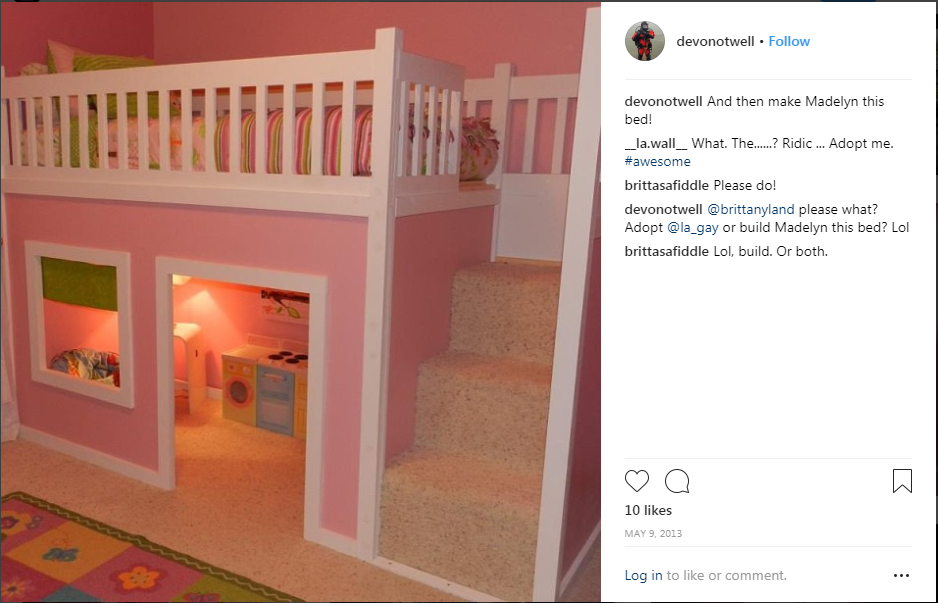 devonotwell • Follow
devonotwell And then make Madelyn this
bed!
__la.wall__ What. The......? Ridic ... Adopt me.
#awesome
brittasafiddle Please do!
devonotwell @brittanyland please what?
Adopt @la_gay or build Madelyn this bed? Lol
brittasafiddle Lol, build. Or both.
10 likes
MAY 9, 2013
Log in to like or comment.